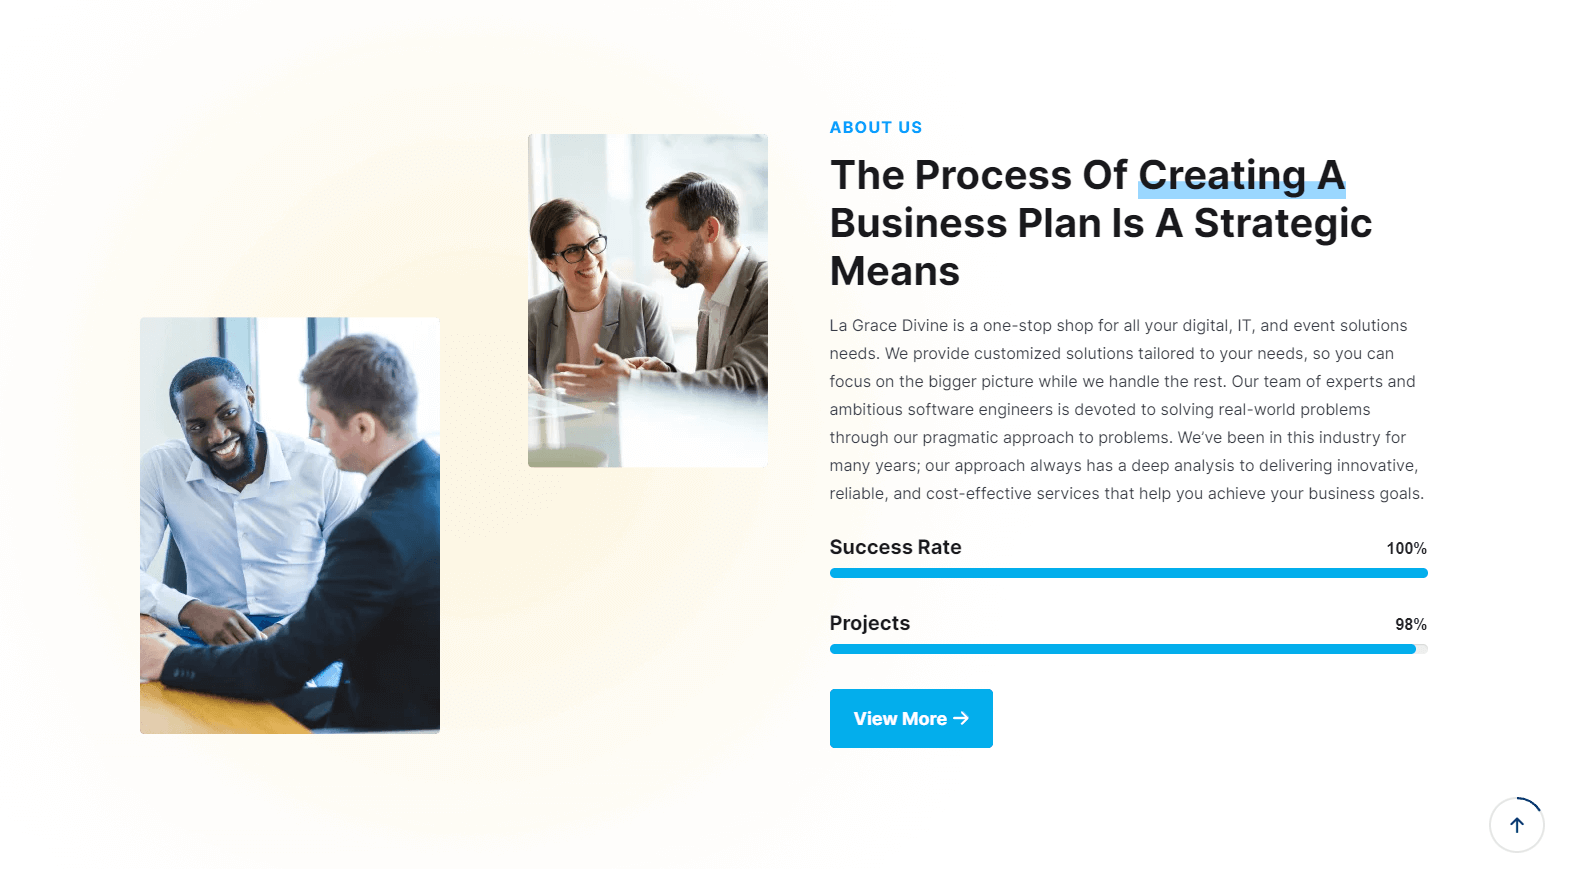 ABOUT US
The Process Of Creating A
Business Plan Is A Strategic
Means
La Grace Divine is a one-stop shop for all your digital, IT, and event solutions
needs. We provide customized solutions tailored to your needs, so you can
focus on the bigger picture while we handle the rest. Our team of experts and
ambitious software engineers is devoted to solving real-world problems
through our pragmatic approach to problems. We’ve been in this industry for
many years; our approach always has a deep analysis to delivering innovative,
reliable, and cost-effective services that help you achieve your business goals.
Success Rate 100%
Projects 98%
View More →